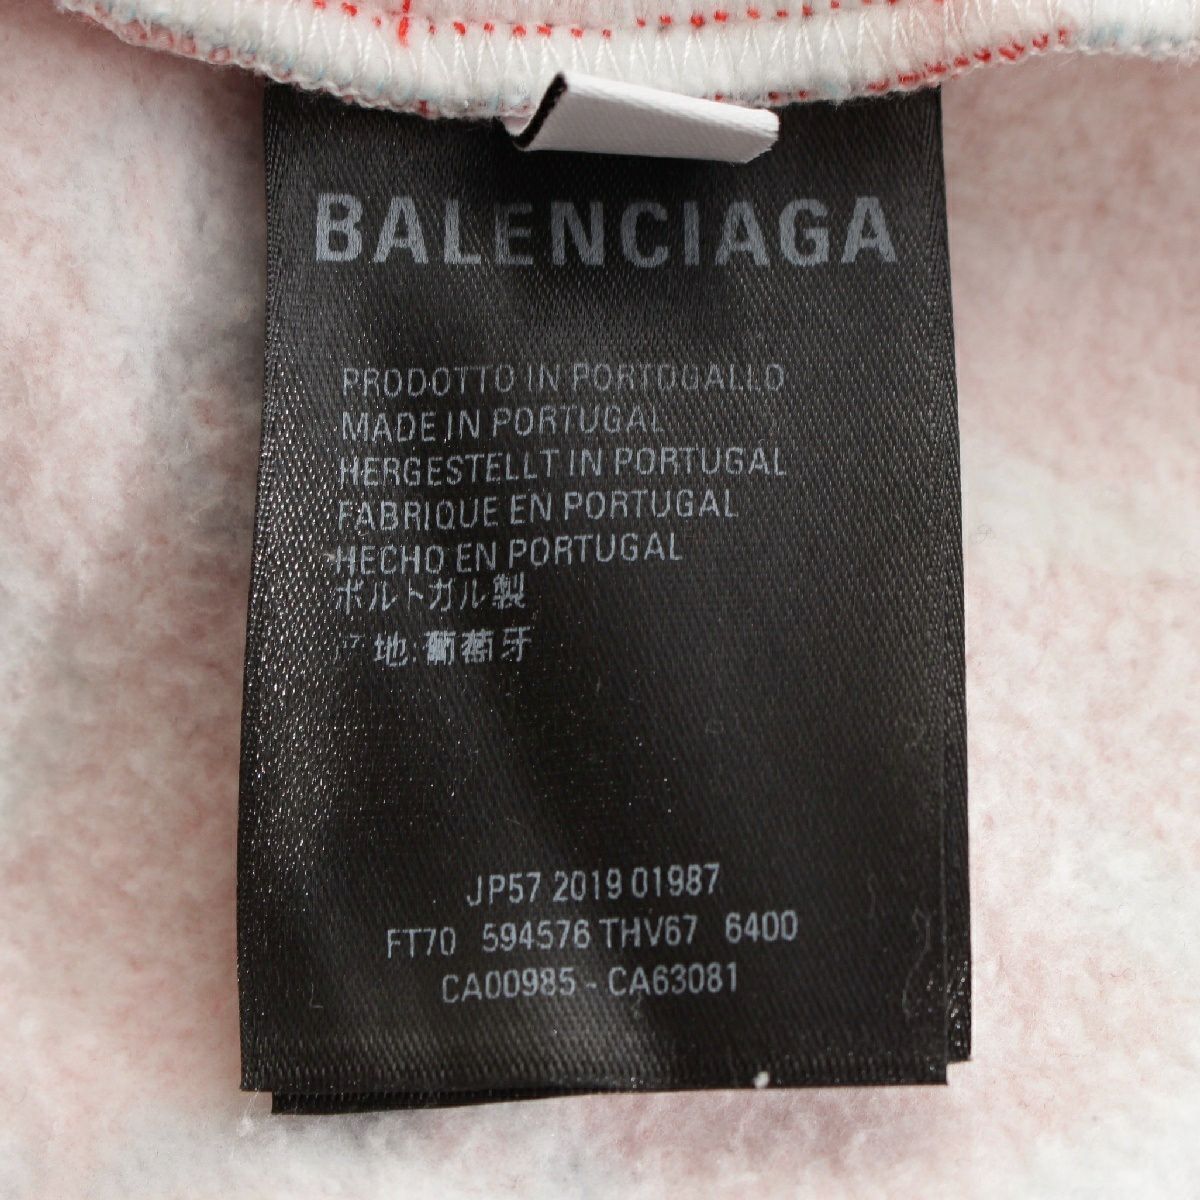 BALENCIAGA
PRODOTTO IN PORTOGALLO
MADE IN PORTUGAL
HERGESTELLT IN PORTUGAL
FABRIQUE EN PORTUGAL
HECHO EN PORTUGAL
ポルトガル製
地:葡萄牙
JP57 2019 01987
FT70 594576 THV67 6400
CA00985 - CA63081